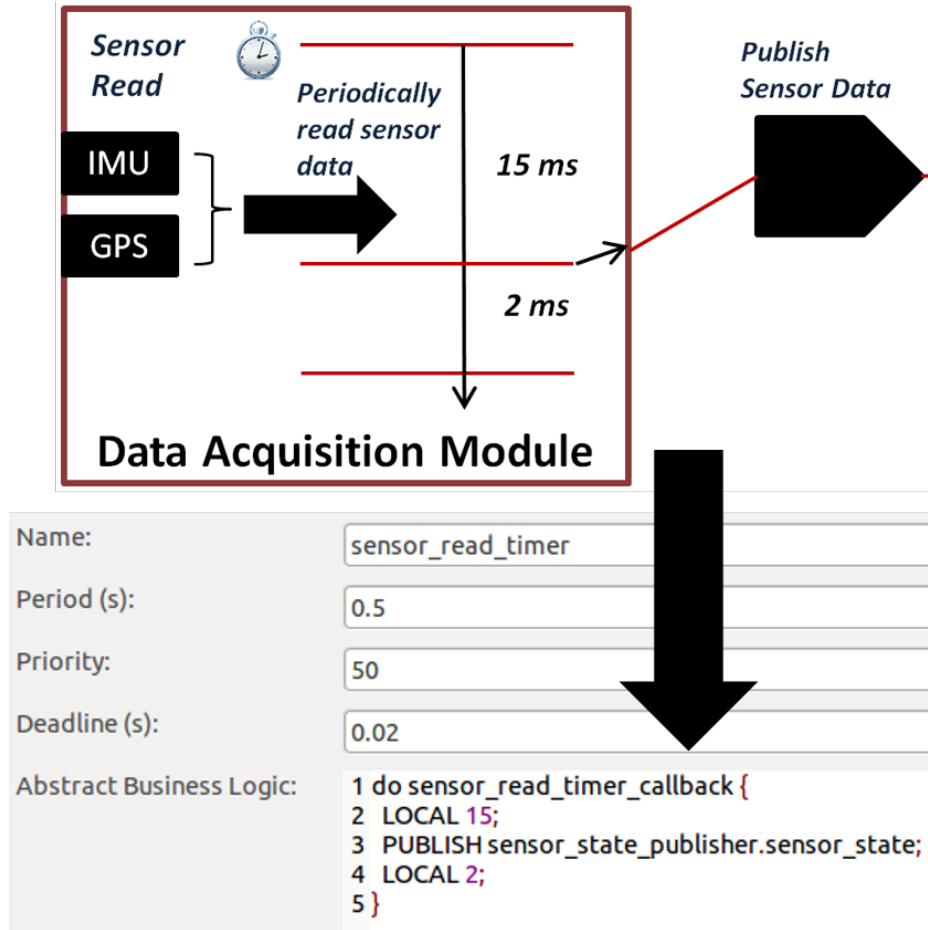 Sensor
Read
Periodically
read sensor
data
IMU
GPS
15 ms
2 ms
Publish
Sensor Data
Data Acquisition Module
Name:
sensor_read_timer
Period (s):
0.5
Priority:
50
Deadline (s):
0.02
Abstract Business Logic:
1 do sensor_read_timer_callback {
2 LOCAL 15;
3 PUBLISH sensor_state_publisher.sensor_state;
4 LOCAL 2;
5 }